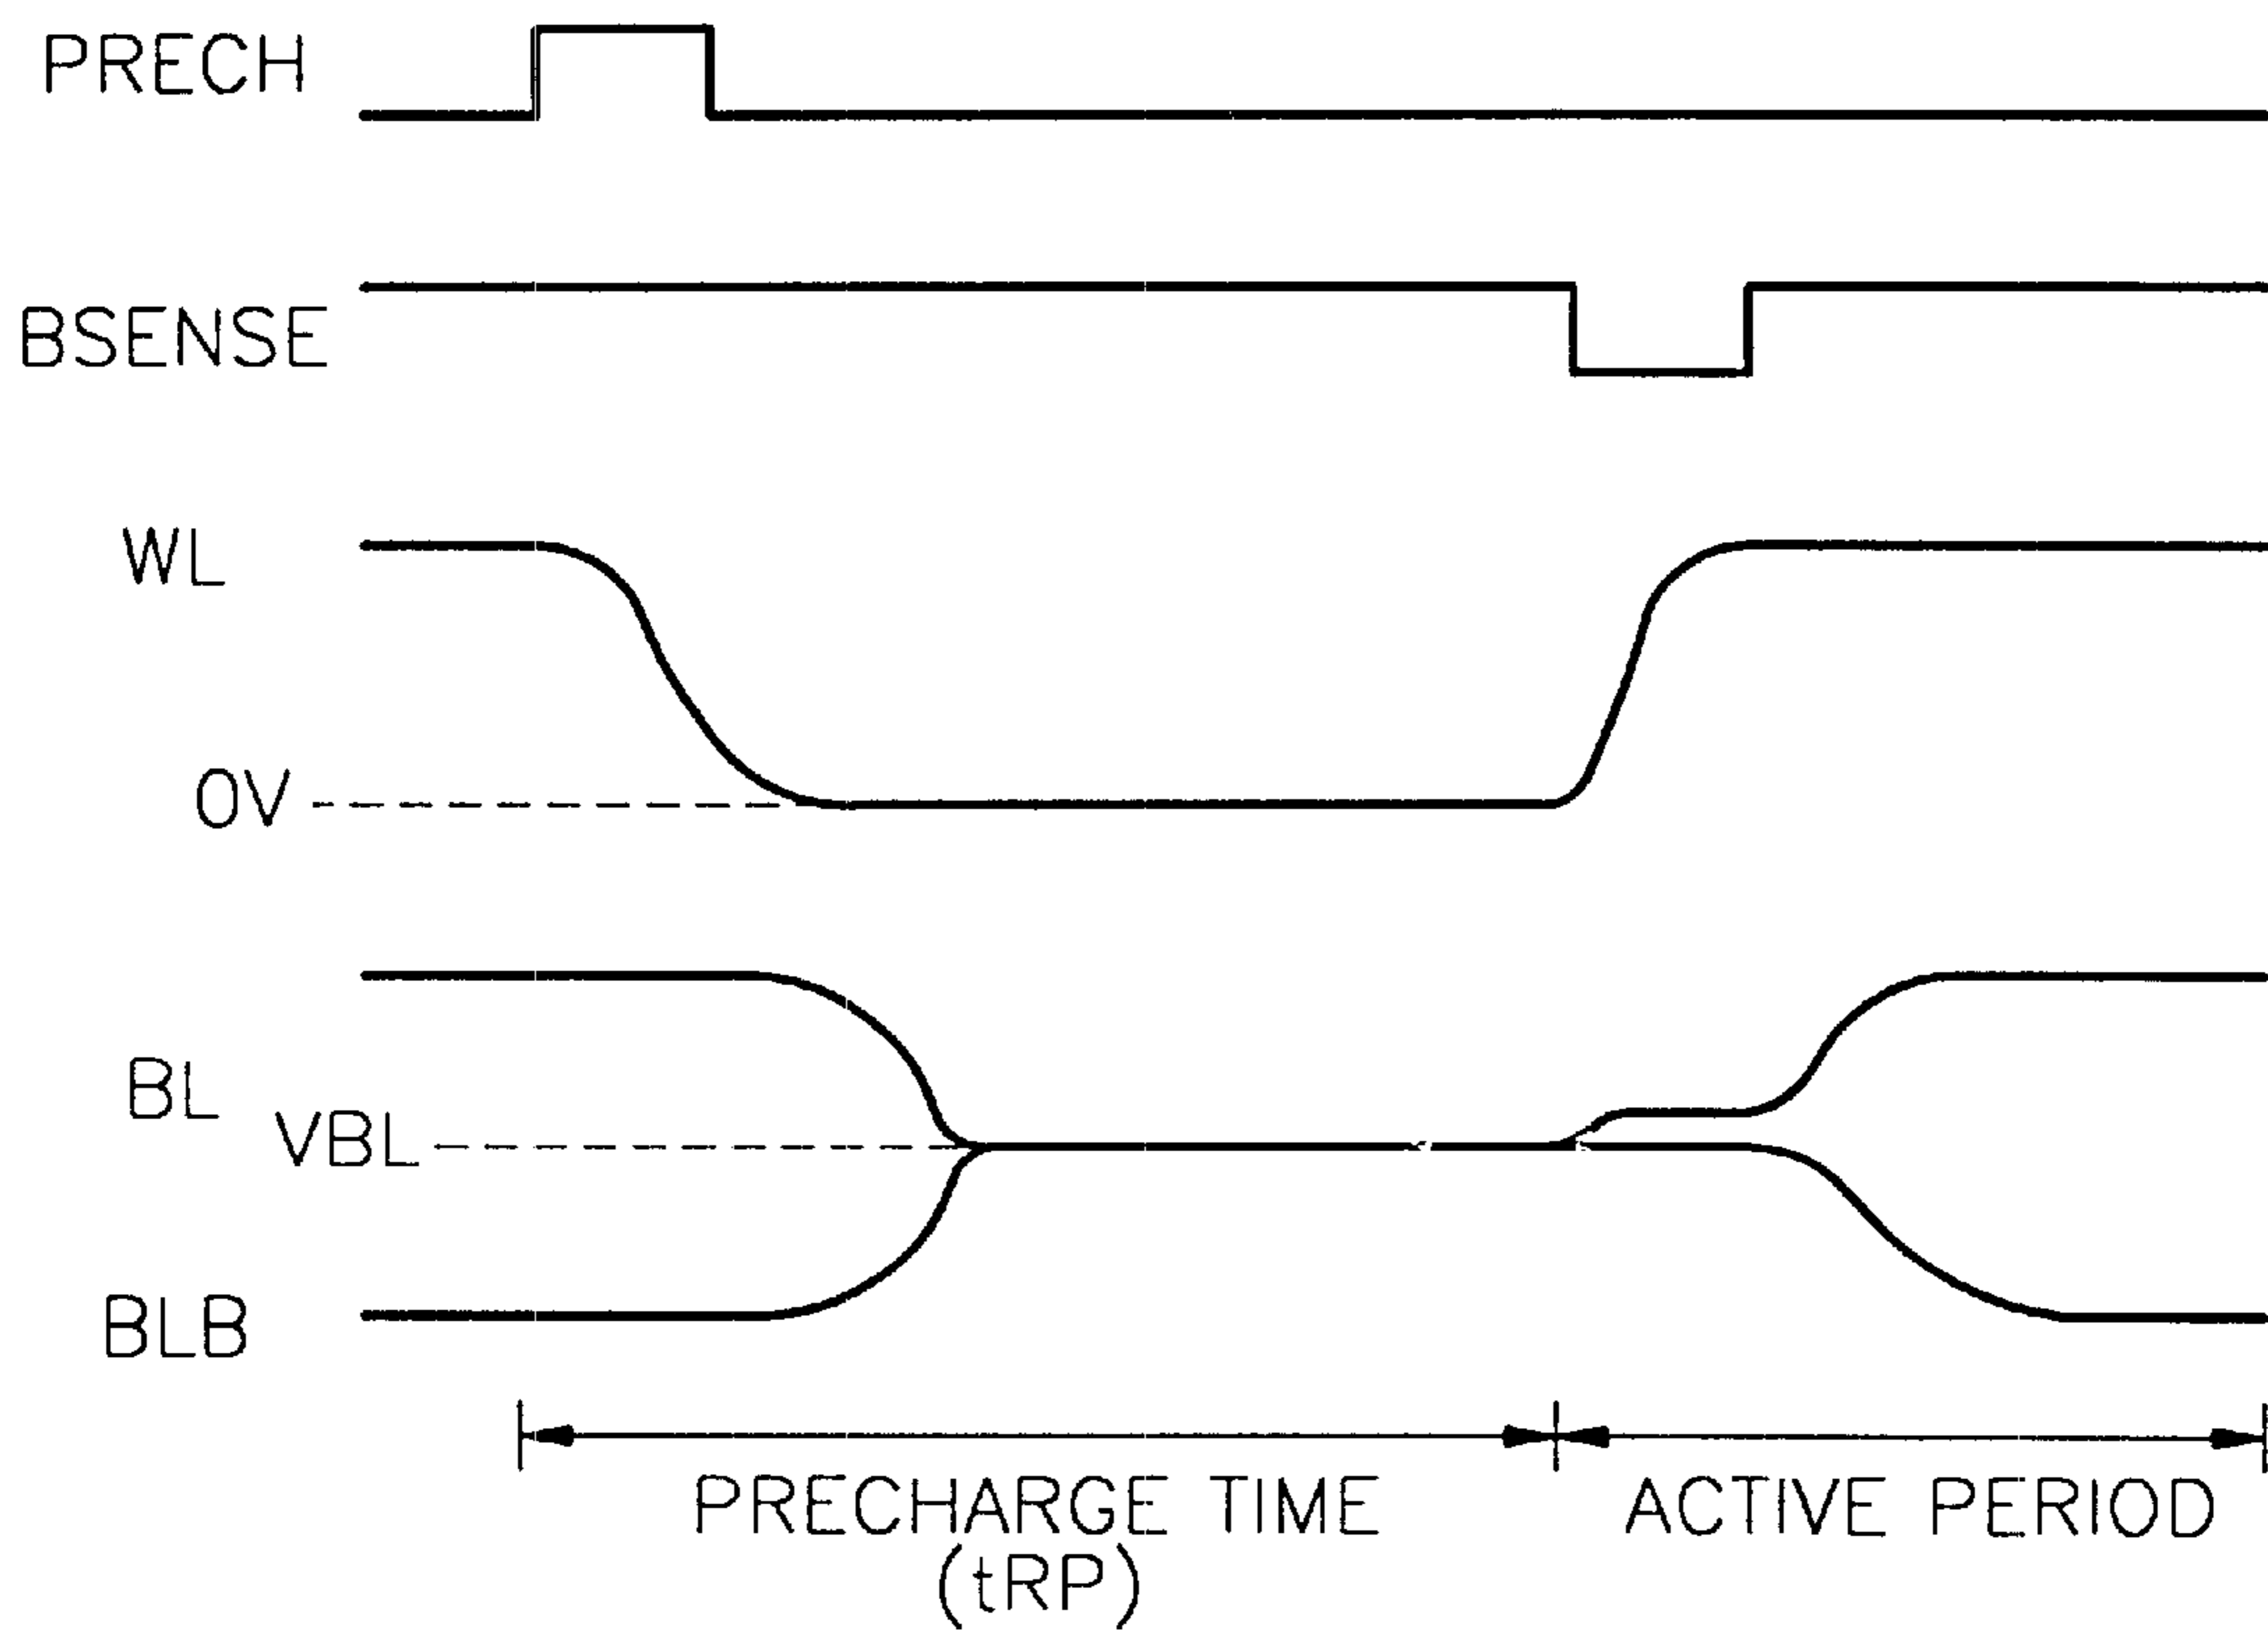 PRECH
BSENSE
WL
0V
BL
VBL
BLB
PRECHARGE TIME
(tRP)
ACTIVE PERIOD